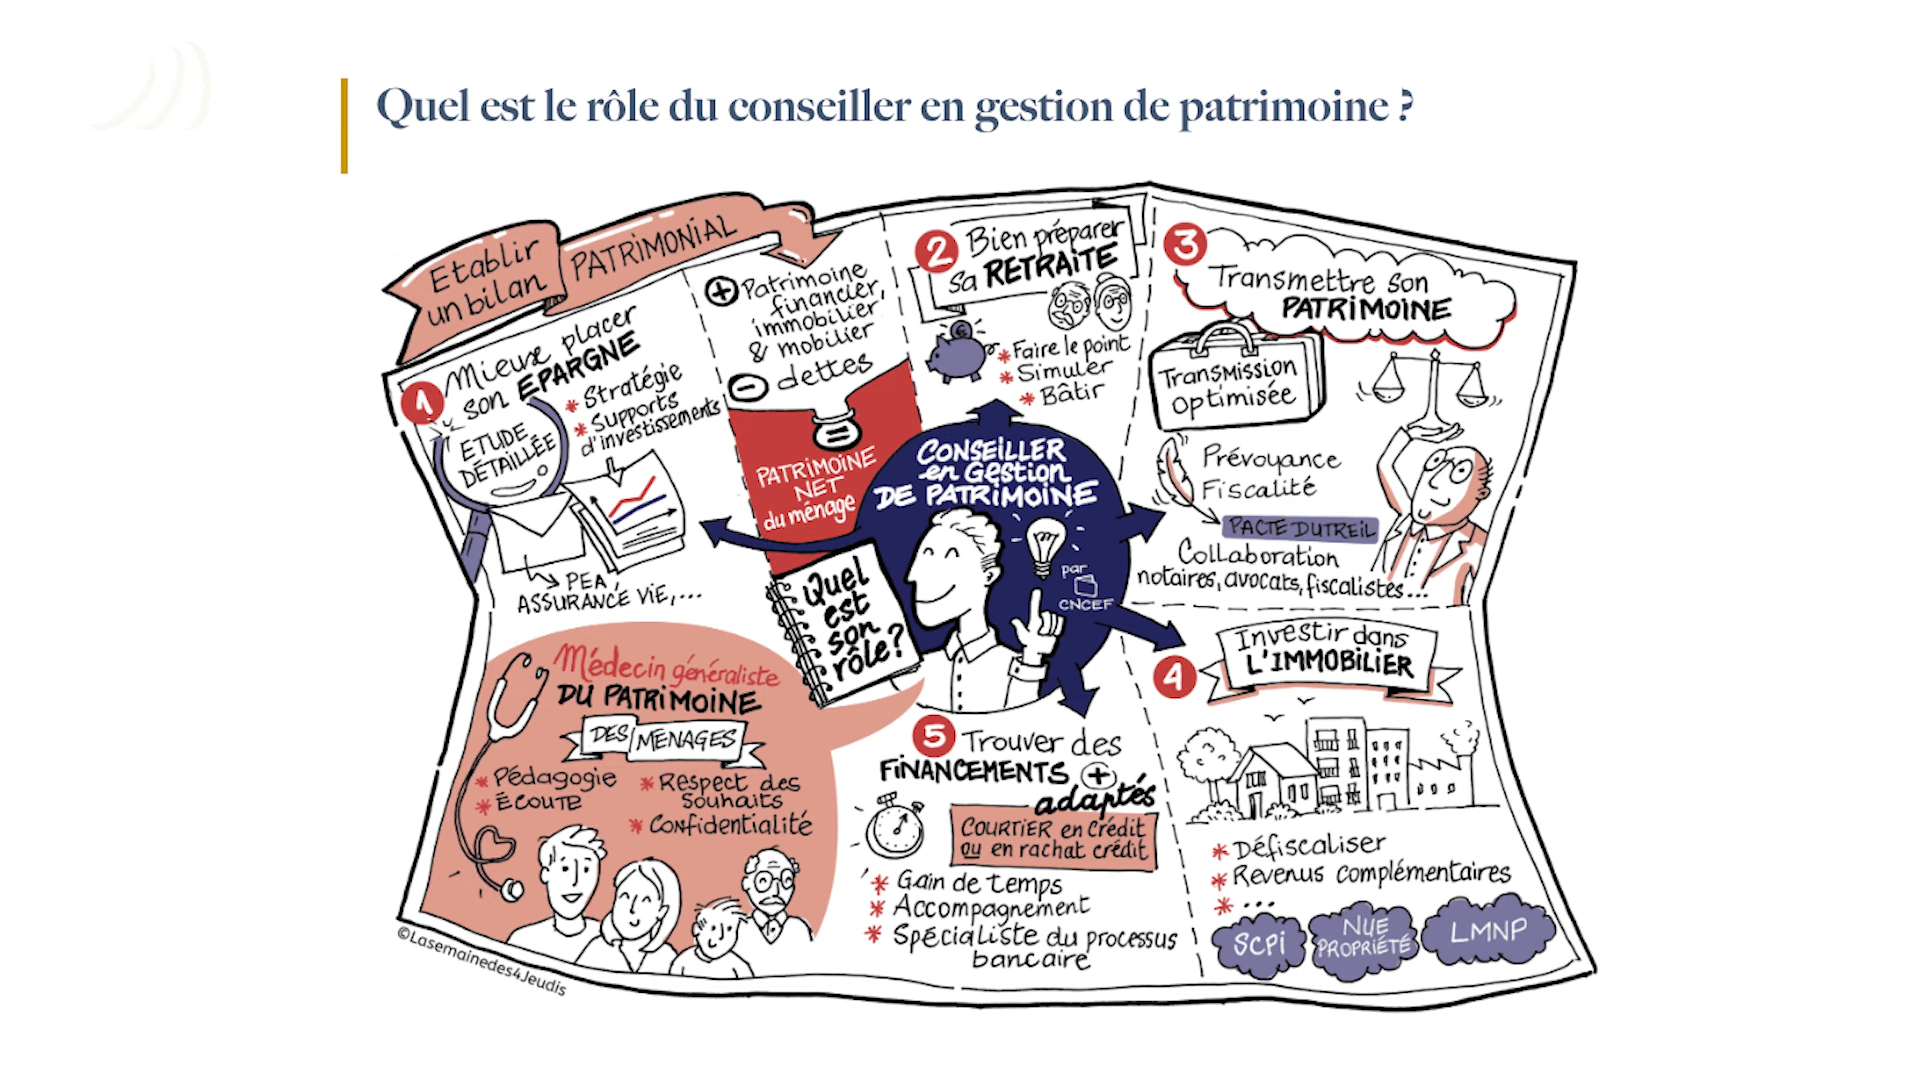 Quel est le rôle du conseiller en gestion de patrimoine ?
Etablir
un bilan
PATRIMONIAL
1
Mieux placer
son EPARGNE
* Stratégie
* Supports
d'investissements
ETUDE
DÉTAILLÉE
PEA
ASSURANCE VIE,...
+ Patrimoine
financier,
immobilier
& mobilier
- dettes
=
PATRIMOINE
NET
du ménage
2
Bien préparer
sa RETRAITE
€
* Faire le point
* Simuler
* Bâtir
3
Transmettre son
PATRIMOINE
Transmission
optimisée
Prévoyance
Fiscalité
PACTE DUTREIL
Collaboration
notaires, avocats, fiscalistes...
CONSEILLER
en Gestion
DE PATRIMOINE
par
CNCEF
Quel
est
son
rôle?
4
Investir dans
L'IMMOBILIER
* Défiscaliser
* Revenus complémentaires
* ...
SCPI
NUE
PROPRIÉTÉ
LMNP
5
Trouver des
FINANCEMENTS +
adaptés
COURTIER en crédit
ou en rachat crédit
* Gain de temps
* Accompagnement
* Spécialiste du processus
bancaire
Médecin généraliste
DU PATRIMOINE
DES MENAGES
* Pédagogie
* Écoute
* Respect des
Souhaits
* Confidentialité
©Lasemainedes4Jeudis